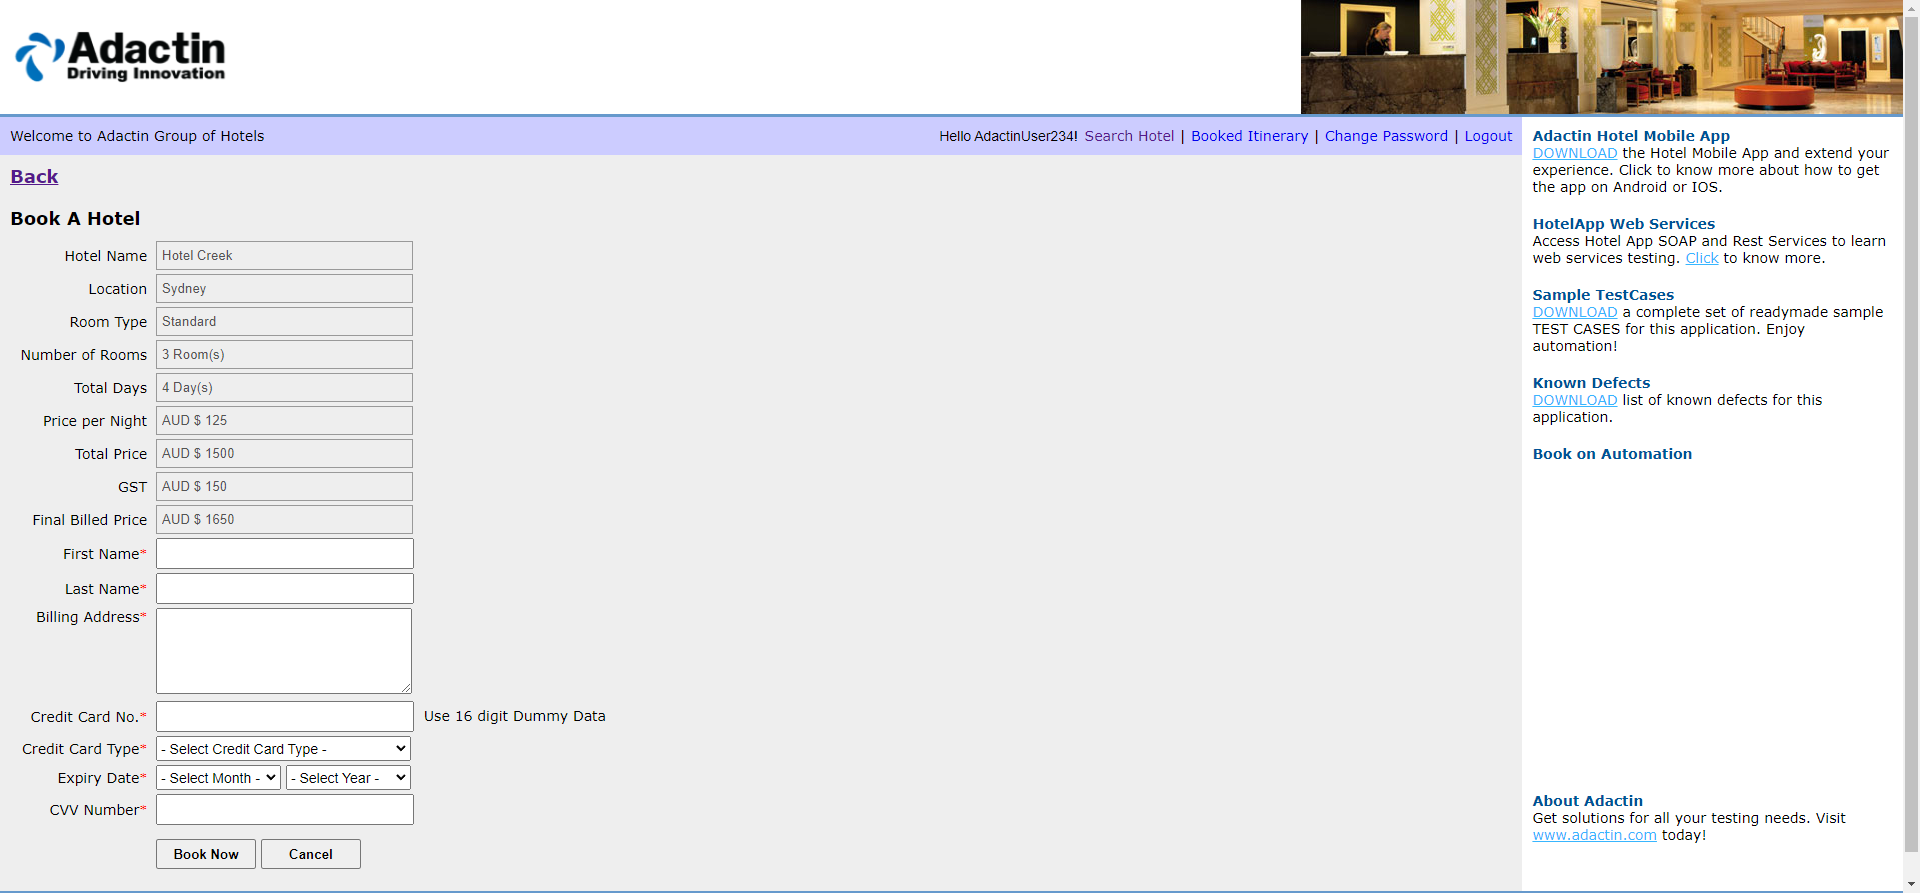 Adactin
Driving Innovation
Welcome to Adactin Group of Hotels
Hello AdactinUser234! Search Hotel | Booked Itinerary | Change Password | Logout
Back
Book A Hotel
Hotel Name Hotel Creek
Location Sydney
Room Type Standard
Number of Rooms 3 Room(s)
Total Days 4 Day(s)
Price per Night AUD $ 125
Total Price AUD $ 1500
GST AUD $ 150
Final Billed Price AUD $ 1650
First Name*
Last Name*
Billing Address*
Credit Card No.* Use 16 digit Dummy Data
Credit Card Type* - Select Credit Card Type -
Expiry Date* - Select Month - - Select Year -
CVV Number*
Book Now Cancel
Adactin Hotel Mobile App
DOWNLOAD the Hotel Mobile App and extend your
experience. Click to know more about how to get
the app on Android or IOS.
HotelApp Web Services
Access Hotel App SOAP and Rest Services to learn
web services testing. Click to know more.
Sample TestCases
DOWNLOAD a complete set of readymade sample
TEST CASES for this application. Enjoy
automation!
Known Defects
DOWNLOAD list of known defects for this
application.
Book on Automation
About Adactin
Get solutions for all your testing needs. Visit
www.adactin.com today!